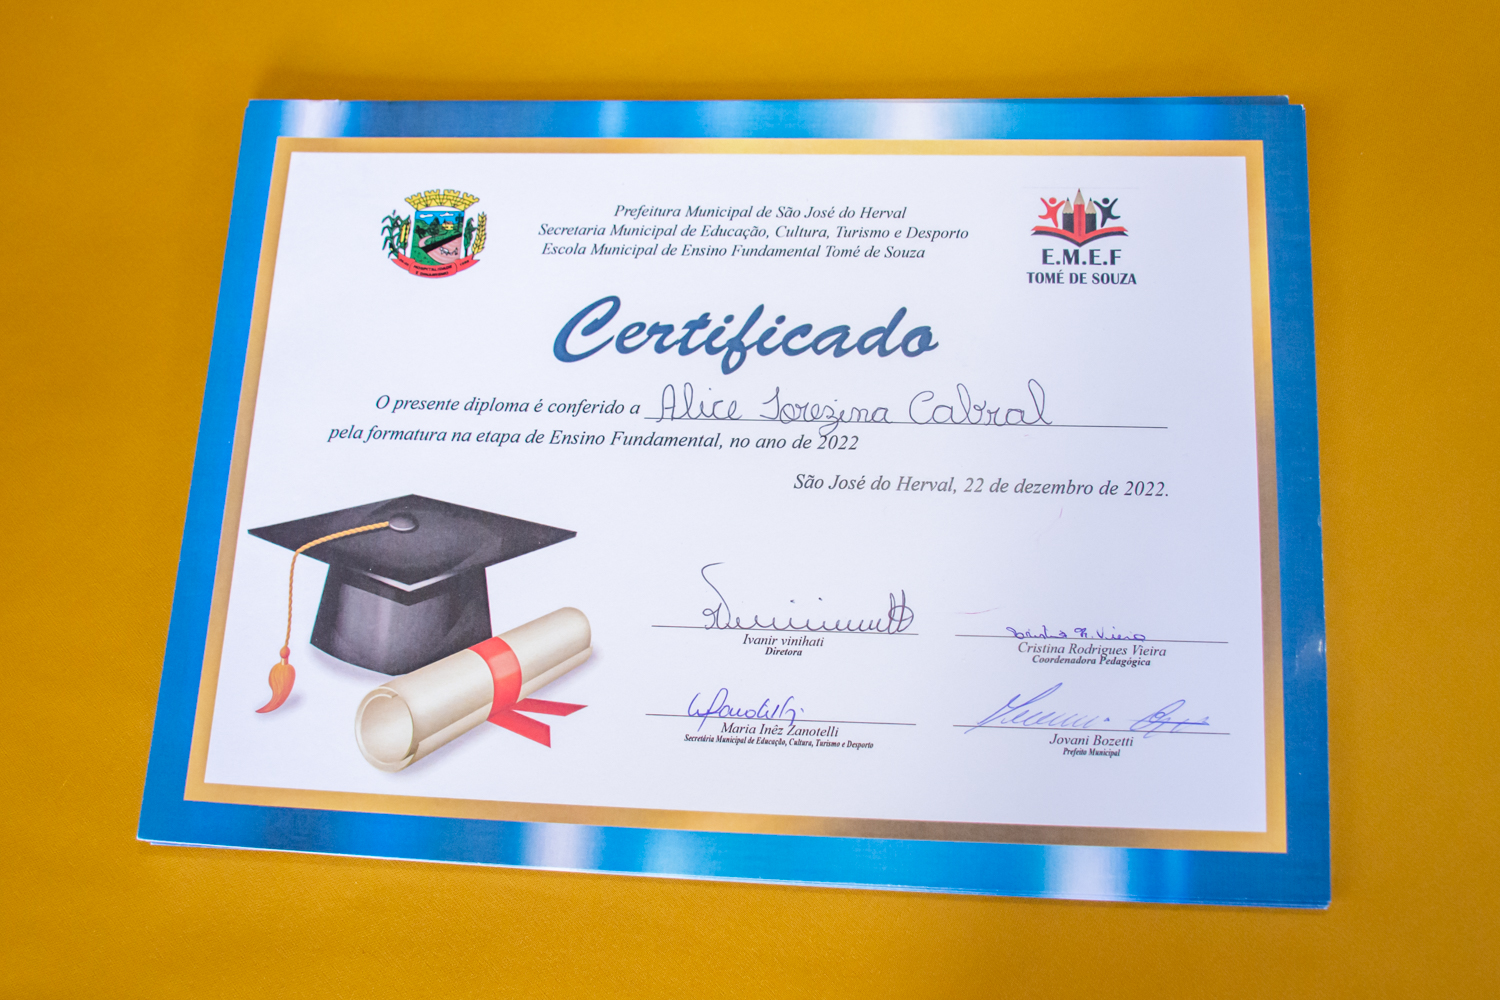 Prefeitura Municipal de São José do Herval
Secretaria Municipal de Educação, Cultura, Turismo e Desporto
Escola Municipal de Ensino Fundamental Tomé de Souza
E.M.E.F
TOMÉ DE SOUZA
Certificado
O presente diploma é conferido a Alice Torezina Cabral
pela formatura na etapa de Ensino Fundamental, no ano de 2022
São José do Herval, 22 de dezembro de 2022.
Ivanir vinihati
Diretora
Cristina R. Vieira
Cristina Rodrigues Vieira
Coordenadora Pedagógica
Maria Inêz Zanotelli
Secretária Municipal de Educação, Cultura, Turismo e Desporto
Jovani Bozetti
Prefeito Municipal